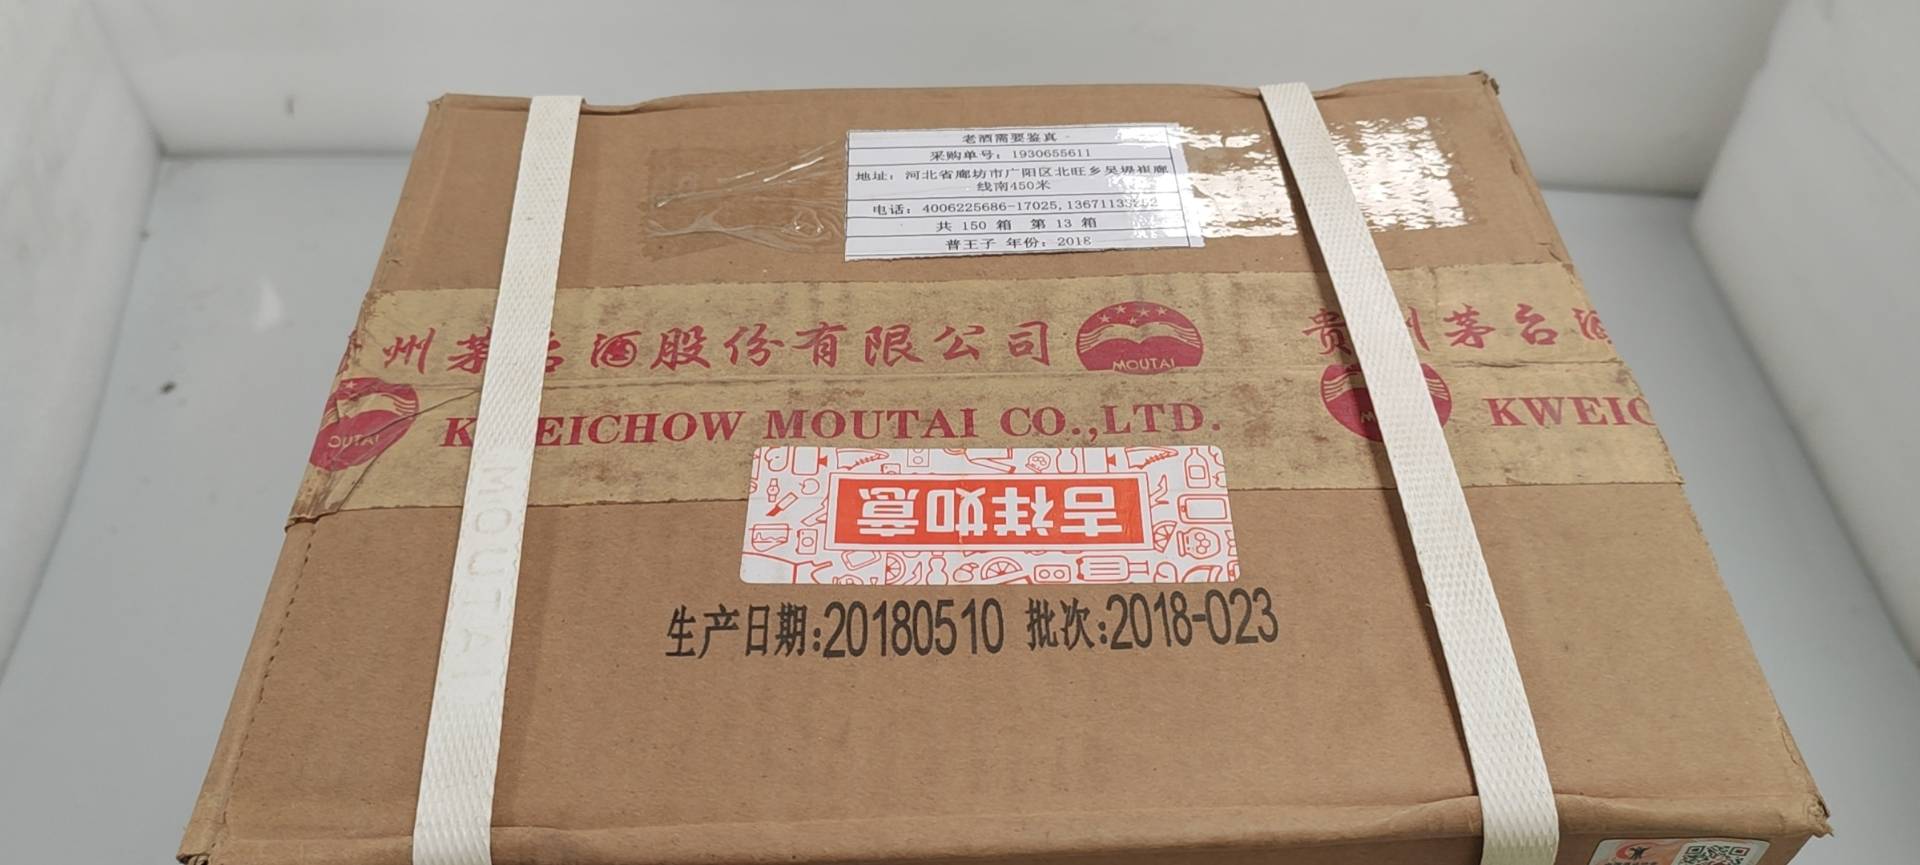 老酒需要鉴真
采购单号：1930655611
地址：河北省廊坊市广阳区北旺乡吴堤崔廊
线南450米
电话：4006225686-17025,136711332
共 150 箱 第 13 箱
普王子 年份：2018
州茅台酒股份有限公司 MOUTAI 贵州茅台酒
OUTAI KWEICHOW MOUTAI CO.,LTD. KWEIC
吉祥如意
生产日期:20180510 批次:2018-023
MOUTAI